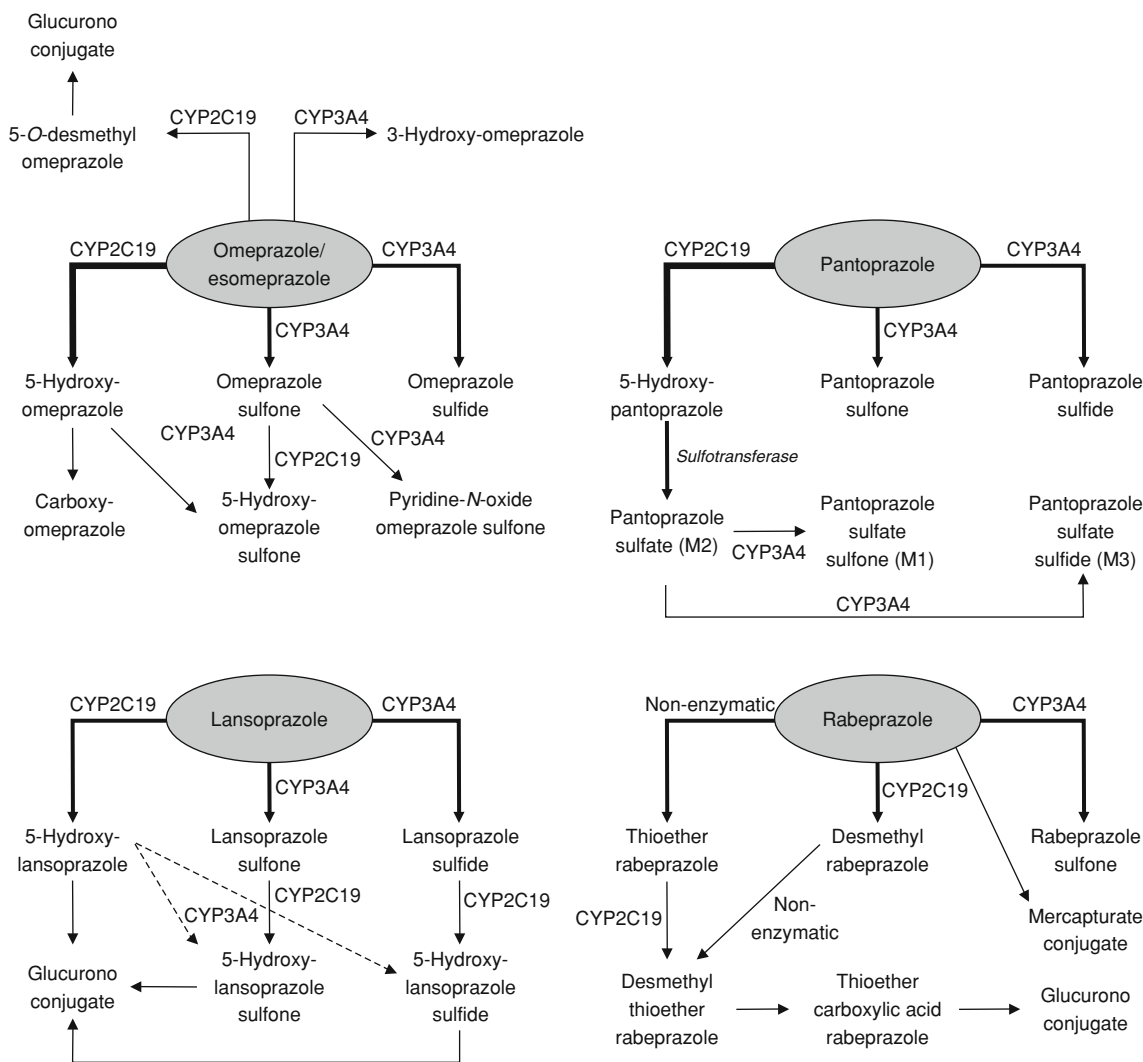 Glucurono
conjugate
CYP2C19
CYP3A4
5-O-desmethyl
omeprazole
3-Hydroxy-omeprazole
CYP2C19
Omeprazole/
esomeprazole
CYP3A4
CYP3A4
5-Hydroxy-
omeprazole
Omeprazole
sulfone
Omeprazole
sulfide
CYP3A4
CYP2C19
CYP3A4
Carboxy-
omeprazole
5-Hydroxy-
omeprazole
sulfone
Pyridine-N-oxide
omeprazole sulfone
CYP2C19
Pantoprazole
CYP3A4
CYP3A4
5-Hydroxy-
pantoprazole
Pantoprazole
sulfone
Pantoprazole
sulfide
Sulfotransferase
Pantoprazole
sulfate (M2)
CYP3A4
Pantoprazole
sulfate
sulfone (M1)
Pantoprazole
sulfate
sulfide (M3)
CYP3A4
CYP2C19
Lansoprazole
CYP3A4
CYP3A4
5-Hydroxy-
lansoprazole
Lansoprazole
sulfone
Lansoprazole
sulfide
CYP3A4
CYP2C19
CYP2C19
Glucurono
conjugate
5-Hydroxy-
lansoprazole
sulfone
5-Hydroxy-
lansoprazole
sulfide
Non-enzymatic
Rabeprazole
CYP3A4
CYP2C19
Thioether
rabeprazole
Desmethyl
rabeprazole
Rabeprazole
sulfone
CYP2C19
Non-
enzymatic
Mercapturate
conjugate
Desmethyl
thioether
rabeprazole
Thioether
carboxylic acid
rabeprazole
Glucurono
conjugate